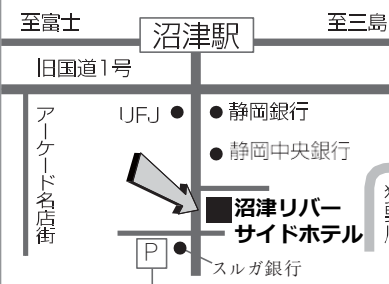 至富士
沼津駅
至三島
旧国道1号
UFJ
静岡銀行
静岡中央銀行
アーケード名店街
沼津リバー
サイドホテル
P
スルガ銀行